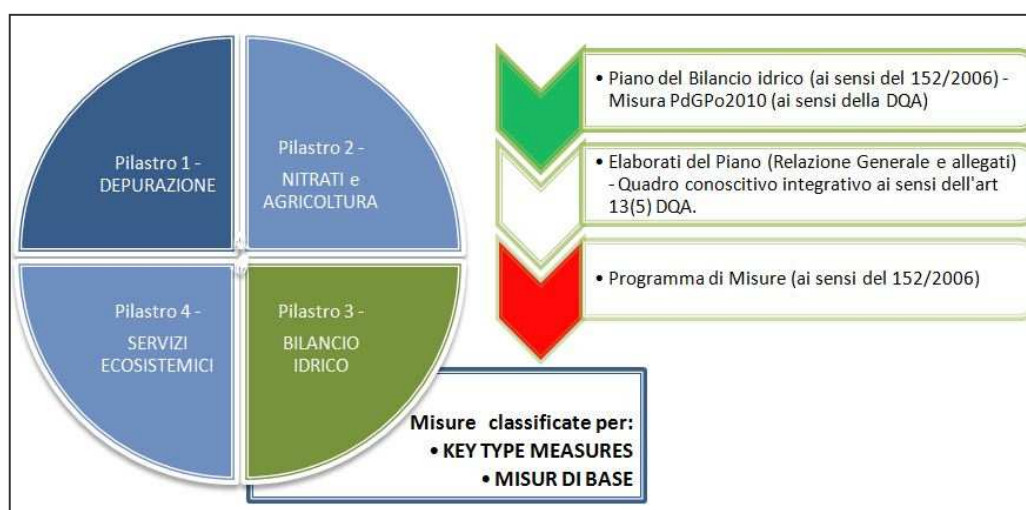 Pilastro 1 -
DEPURAZIONE
Pilastro 2 -
NITRATI e
AGRICOLTURA
Pilastro 4 -
SERVIZI
ECOSISTEMICI
Pilastro 3 -
BILANCIO
IDRICO
• Piano del Bilancio idrico (ai sensi del 152/2006) -
Misura PdGPo2010 (ai sensi della DQA)
• Elaborati del Piano (Relazione Generale e allegati)
- Quadro conoscitivo integrativo ai sensi dell'art
13(5) DQA.
• Programma di Misure (ai sensi del 152/2006)
Misure classificate per:
• KEY TYPE MEASURES
• MISUR DI BASE